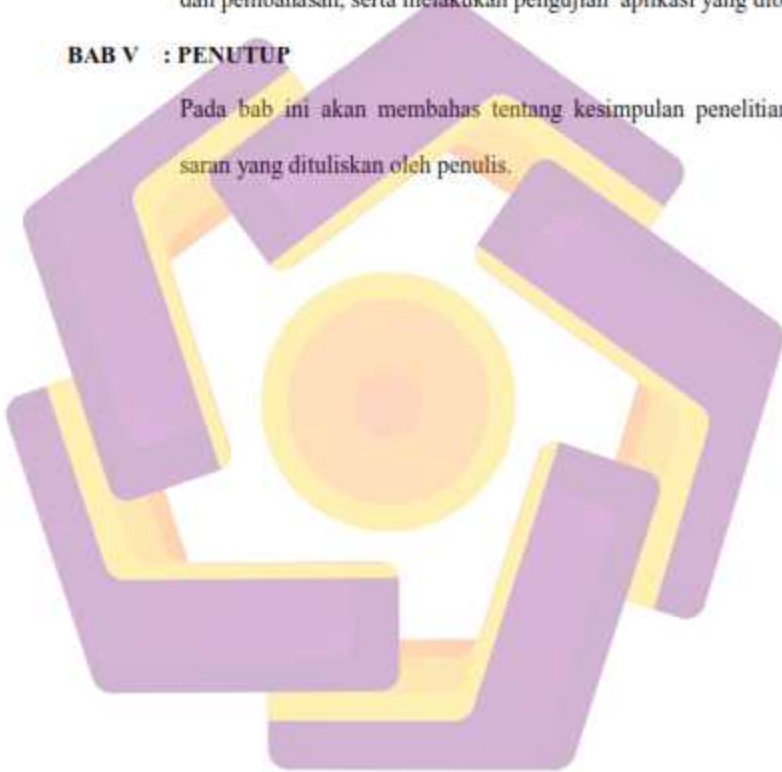 dan pembahasan, serta melakukan pengujian aplikasi yang
BAB V : PENUTUP
Pada bab ini akan membahas tentang kesimpulan penelitian
saran yang dituliskan oleh penulis.